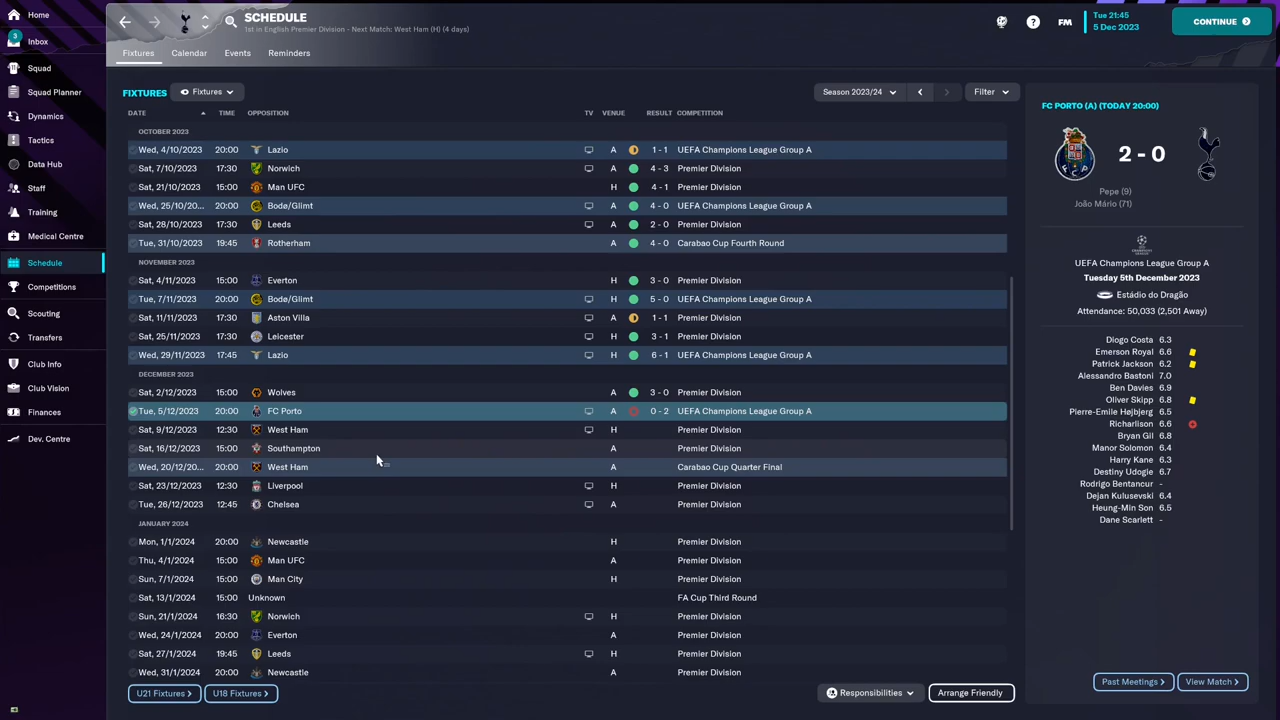 Home
3
Inbox
Squad
Squad Planner
Dynamics
Tactics
Data Hub
Staff
Training
Medical Centre
Schedule
Competitions
Scouting
Transfers
Club Info
Club Vision
Finances
Dev. Centre
SCHEDULE
1st in English Premier Division - Next Match: West Ham (H) (4 days)
?
FM
Tue 21:45
5 Dec 2023
CONTINUE
Fixtures Calendar Events Reminders
FIXTURES Fixtures Season 2023/24 Filter
DATE TIME OPPOSITION TV VENUE RESULT COMPETITION
OCTOBER 2023
Wed, 4/10/2023 20:00 Lazio A 1 - 1 UEFA Champions League Group A
Sat, 7/10/2023 17:30 Norwich A 4 - 3 Premier Division
Sat, 21/10/2023 15:00 Man UFC H 4 - 1 Premier Division
Wed, 25/10/20... 20:00 Bodø/Glimt A 4 - 0 UEFA Champions League Group A
Sat, 28/10/2023 17:30 Leeds A 2 - 0 Premier Division
Tue, 31/10/2023 19:45 Rotherham A 4 - 0 Carabao Cup Fourth Round
NOVEMBER 2023
Sat, 4/11/2023 15:00 Everton H 3 - 0 Premier Division
Tue, 7/11/2023 20:00 Bodø/Glimt H 5 - 0 UEFA Champions League Group A
Sat, 11/11/2023 17:30 Aston Villa A 1 - 1 Premier Division
Sat, 25/11/2023 17:30 Leicester H 3 - 1 Premier Division
Wed, 29/11/2023 17:45 Lazio H 6 - 1 UEFA Champions League Group A
DECEMBER 2023
Sat, 2/12/2023 15:00 Wolves A 3 - 0 Premier Division
Tue, 5/12/2023 20:00 FC Porto A 0 - 2 UEFA Champions League Group A
Sat, 9/12/2023 12:30 West Ham H Premier Division
Sat, 16/12/2023 15:00 Southampton A Premier Division
Wed, 20/12/20... 20:00 West Ham A Carabao Cup Quarter Final
Sat, 23/12/2023 12:30 Liverpool H Premier Division
Tue, 26/12/2023 12:45 Chelsea A Premier Division
JANUARY 2024
Mon, 1/1/2024 20:00 Newcastle H Premier Division
Thu, 4/1/2024 15:00 Man UFC A Premier Division
Sun, 7/1/2024 15:00 Man City H Premier Division
Sat, 13/1/2024 15:00 Unknown FA Cup Third Round
Sun, 21/1/2024 16:30 Norwich H Premier Division
Wed, 24/1/2024 20:00 Everton A Premier Division
Sat, 27/1/2024 19:45 Leeds H Premier Division
Wed, 31/1/2024 20:00 Newcastle A Premier Division
U21 Fixtures U18 Fixtures Responsibilities Arrange Friendly
FC PORTO (A) (TODAY 20:00)
2 - 0
Pepe (9)
João Mário (71)
UEFA Champions League Group A
Tuesday 5th December 2023
Estádio do Dragão
Attendance: 50,033 (2,501 Away)
Diogo Costa 6.3
Emerson Royal 6.6
Patrick Jackson 6.2
Alessandro Bastoni 7.0
Ben Davies 6.9
Oliver Skipp 6.8
Pierre-Emile Højbjerg 6.5
Richarlison 6.6
Bryan Gil 6.8
Manor Solomon 6.4
Harry Kane 6.3
Destiny Udogie 6.7
Rodrigo Bentancur -
Dejan Kulusevski 6.4
Heung-Min Son 6.5
Dane Scarlett -
Past Meetings View Match